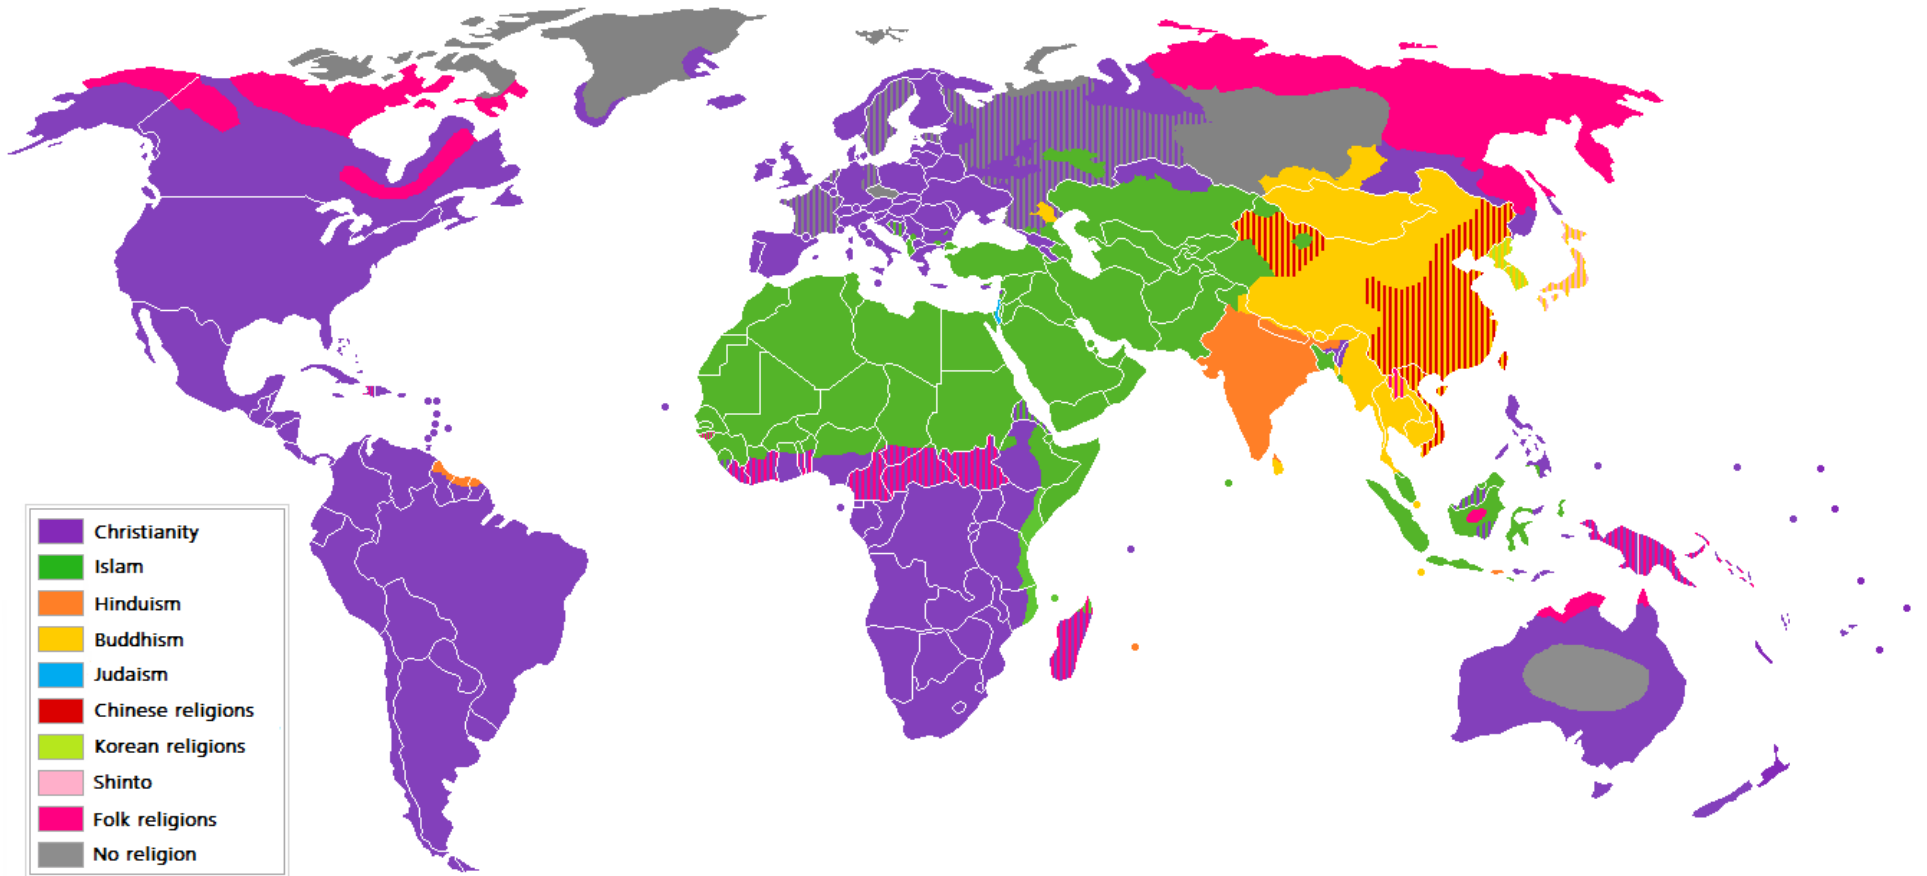 Christianity
Islam
Hinduism
Buddhism
Judaism
Chinese religions
Korean religions
Shinto
Folk religions
No religion